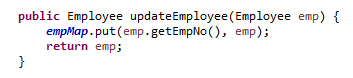 public Employee updateEmployee(Employee emp) {
    empMap.put(emp.getEmpNo(), emp);
    return emp;
}